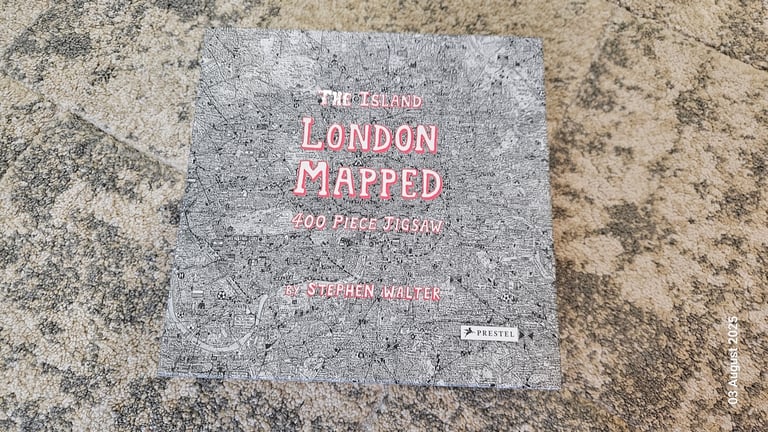 THE ISLAND
LONDON
MAPPED
400 PIECE JIGSAW
BY STEPHEN WALTER
PRESTEL
03 August 2025